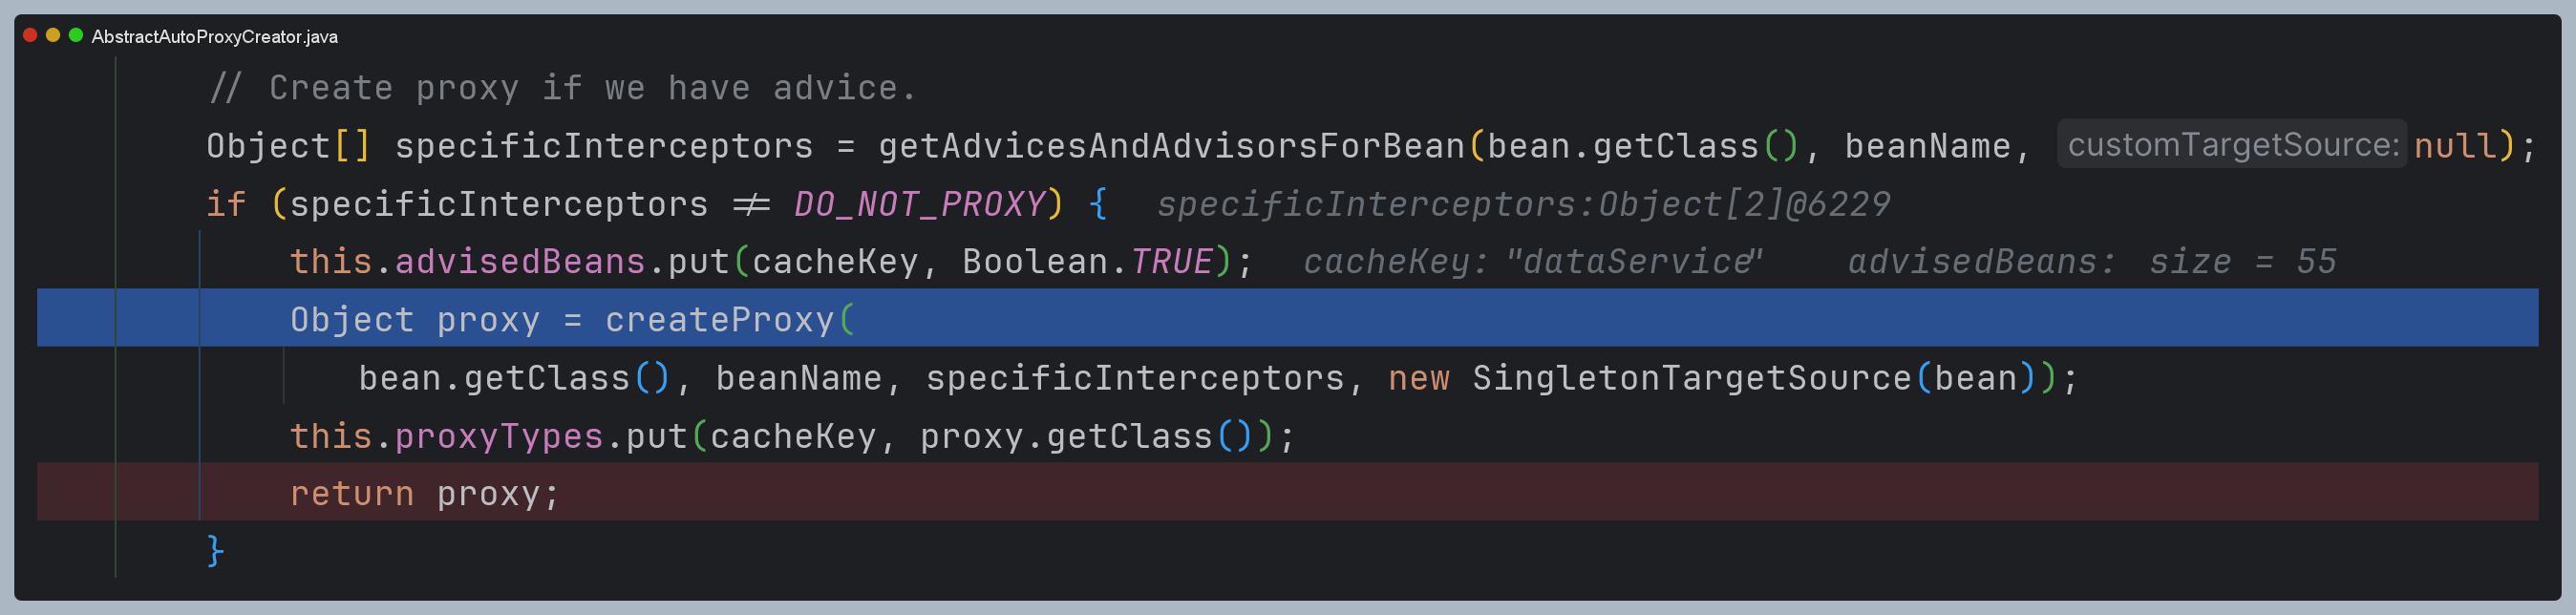 AbstractAutoProxyCreator.java
// Create proxy if we have advice.
Object[] specificInterceptors = getAdvicesAndAdvisorsForBean(bean.getClass(), beanName, customTargetSource: null);
if (specificInterceptors != DO_NOT_PROXY) { specificInterceptors:Object[2]@6229
this.advisedBeans.put(cacheKey, Boolean.TRUE); cacheKey: "dataService" advisedBeans: size = 55
Object proxy = createProxy(
bean.getClass(), beanName, specificInterceptors, new SingletonTargetSource(bean));
this.proxyTypes.put(cacheKey, proxy.getClass());
return proxy;
}